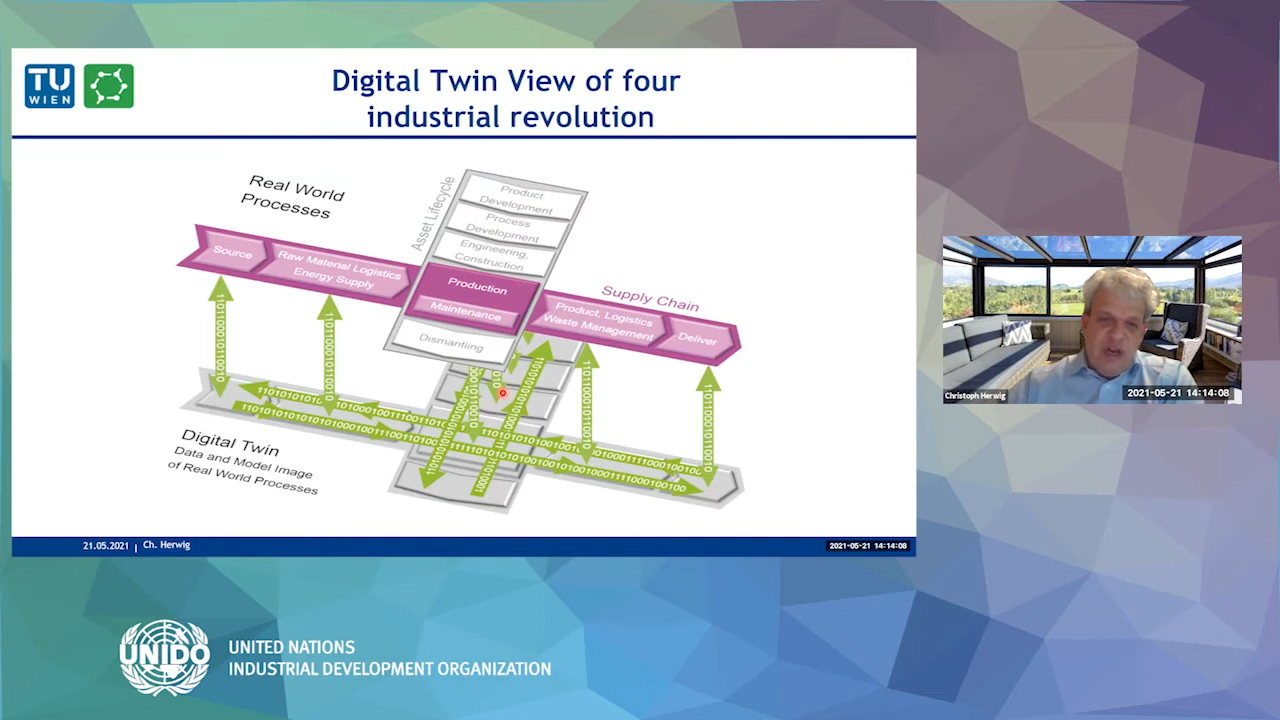 TU
WIEN
Digital Twin View of four
industrial revolution
Real World
Processes
Asset Lifecycle
Product
Development
Process
Development
Engineering,
Construction
Production
Maintenance
Dismantling
Source
Raw Material Logistics
Energy Supply
Supply Chain
Product, Logistics
Waste Management
Deliver
Digital Twin
Data and Model Image
of Real World Processes
21.05.2021 | Ch. Herwig
2021-05-21 14:14:08
Christoph Herwig
2021-05-21 14:14:08
UNIDO
UNITED NATIONS
INDUSTRIAL DEVELOPMENT ORGANIZATION